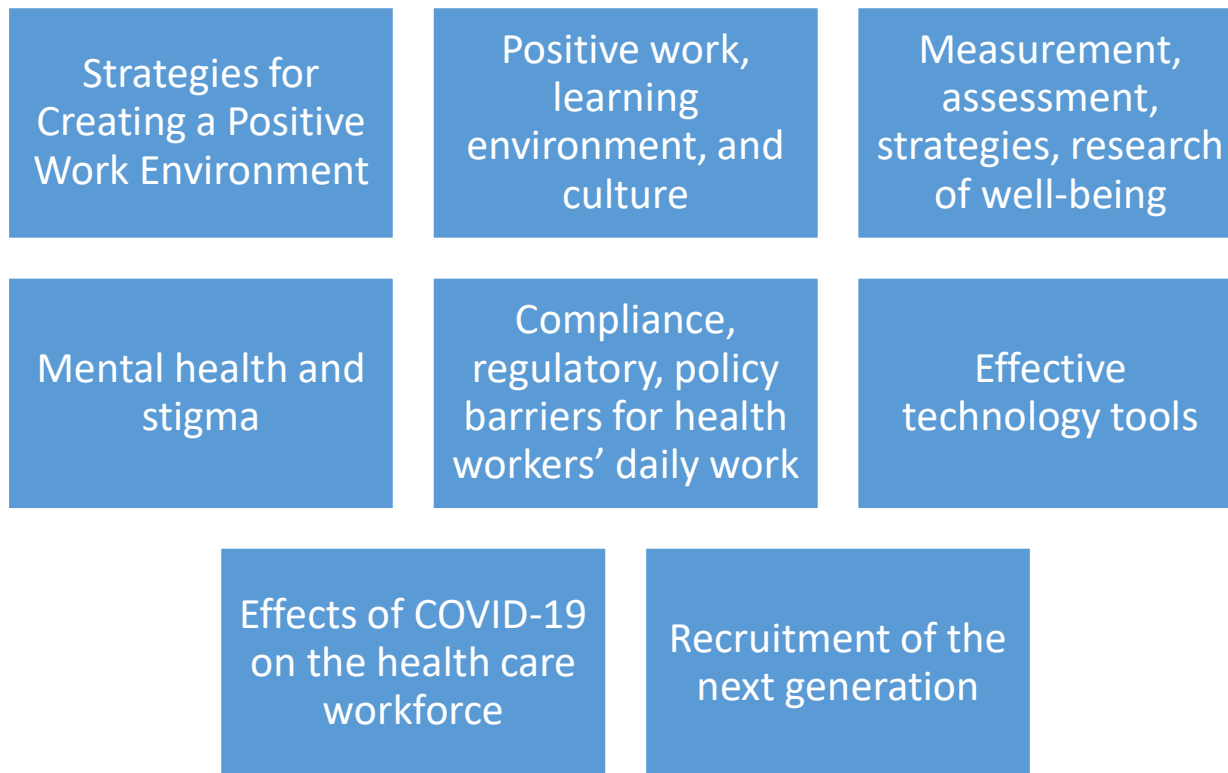 Strategies for
Creating a Positive
Work Environment
Positive work,
learning
environment, and
culture
Measurement,
assessment,
strategies, research
of well-being
Mental health and
stigma
Compliance,
regulatory, policy
barriers for health
workers’ daily work
Effective
technology tools
Effects of COVID-19
on the health care
workforce
Recruitment of the
next generation